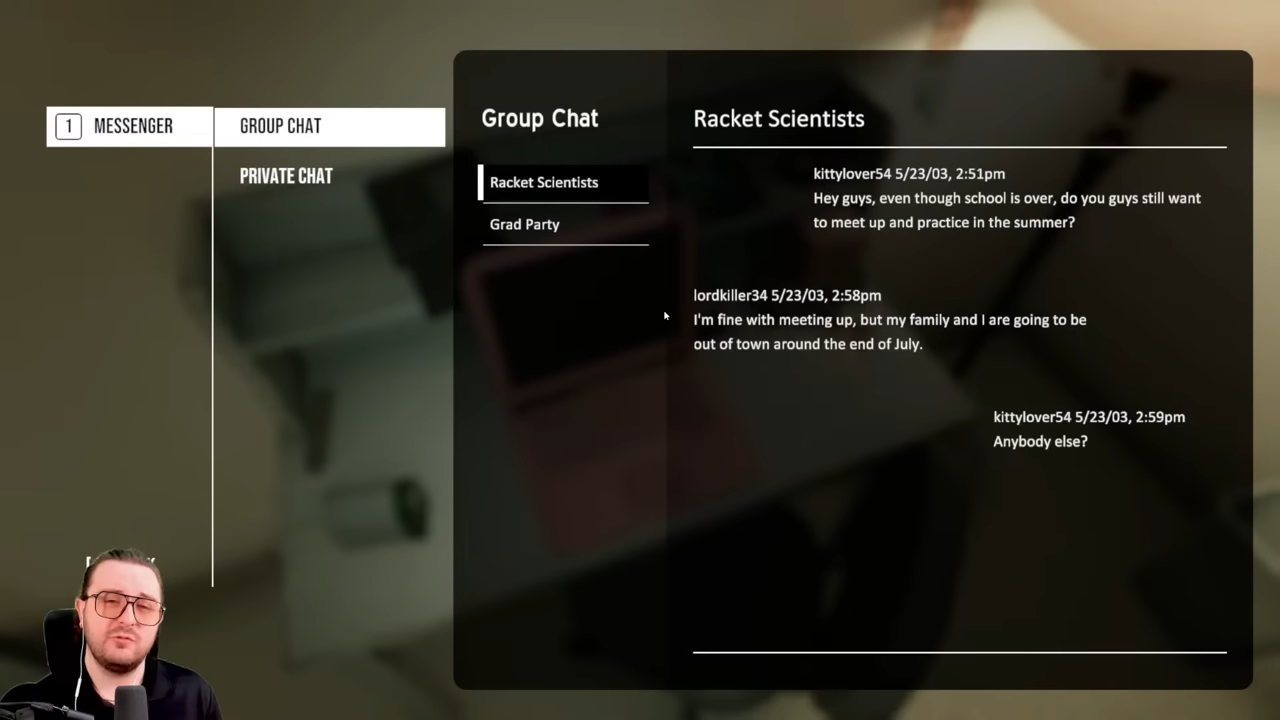 1 MESSENGER
GROUP CHAT
PRIVATE CHAT
Group Chat
Racket Scientists
Grad Party
Racket Scientists
kittylover54 5/23/03, 2:51pm
Hey guys, even though school is over, do you guys still want
to meet up and practice in the summer?
lordkiller34 5/23/03, 2:58pm
I'm fine with meeting up, but my family and I are going to be
out of town around the end of July.
kittylover54 5/23/03, 2:59pm
Anybody else?